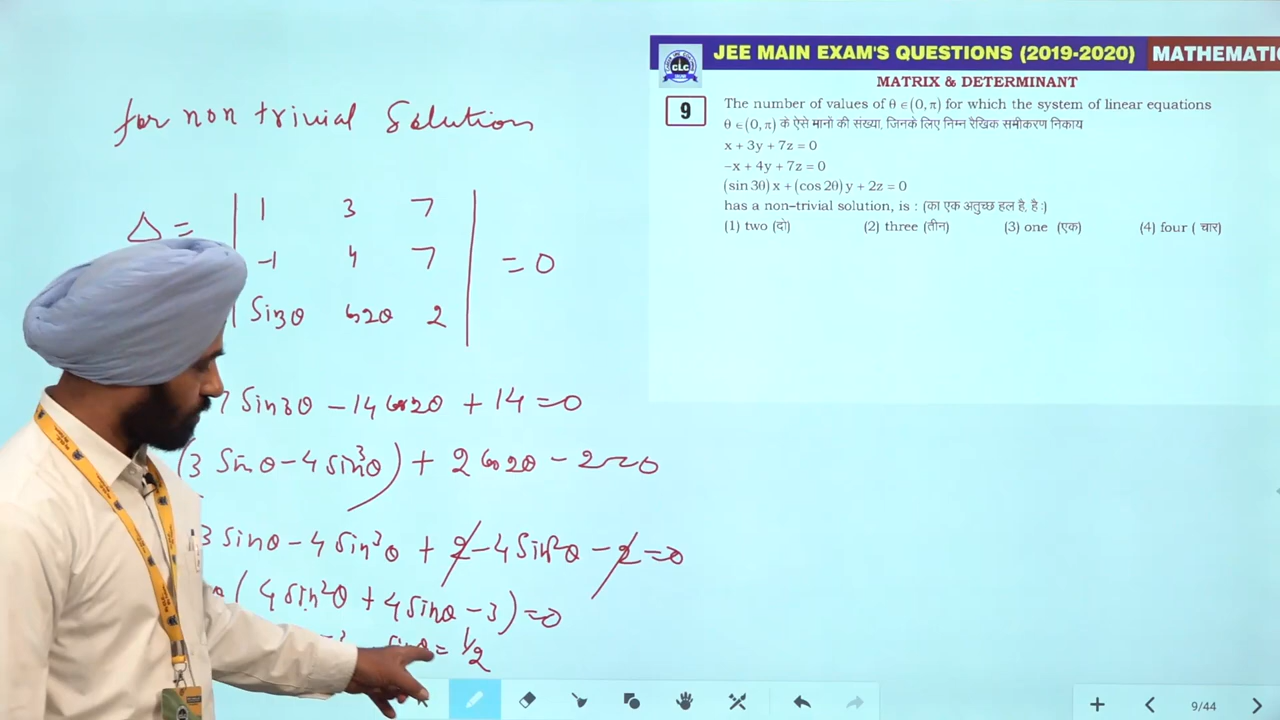 for non trivial Solution
Δ = | 1 3 7 |
-1 4 7 = 0
Sin3θ Cos2θ 2
7 Sin3θ - 14 Cos2θ + 14 = 0
(3 Sinθ - 4 Sin³θ) + 2 Cos2θ - 2 = 0
3 Sinθ - 4 Sin³θ + 2 - 4 Sin²θ - 2 = 0
θ (4 Sin²θ + 4 Sinθ - 3) = 0
Sinθ = 1/2
JEE MAIN EXAM'S QUESTIONS (2019-2020) MATHEMATIC
CLC
MATRIX & DETERMINANT
9 The number of values of θ ∈ (0, π) for which the system of linear equations
θ ∈ (0, π) के ऐसे मानों की संख्या, जिनके लिए निम्न रैखिक समीकरण निकाय
x + 3y + 7z = 0
−x + 4y + 7z = 0
(sin 3θ) x + (cos 2θ) y + 2z = 0
has a non-trivial solution, is : (का एक अतुच्छ हल है, है :)
(1) two (दो) (2) three (तीन) (3) one (एक) (4) four ( चार)
9/44